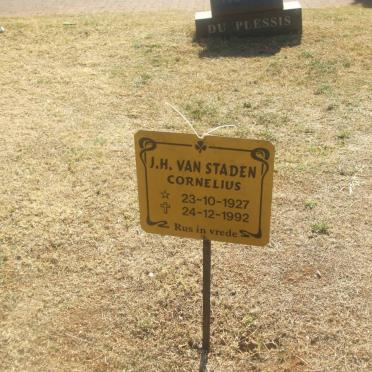 DU PLESSIS
J.H. VAN STADEN
CORNELIUS
☆ 23-10-1927
✝ 24-12-1992
Rus in vrede